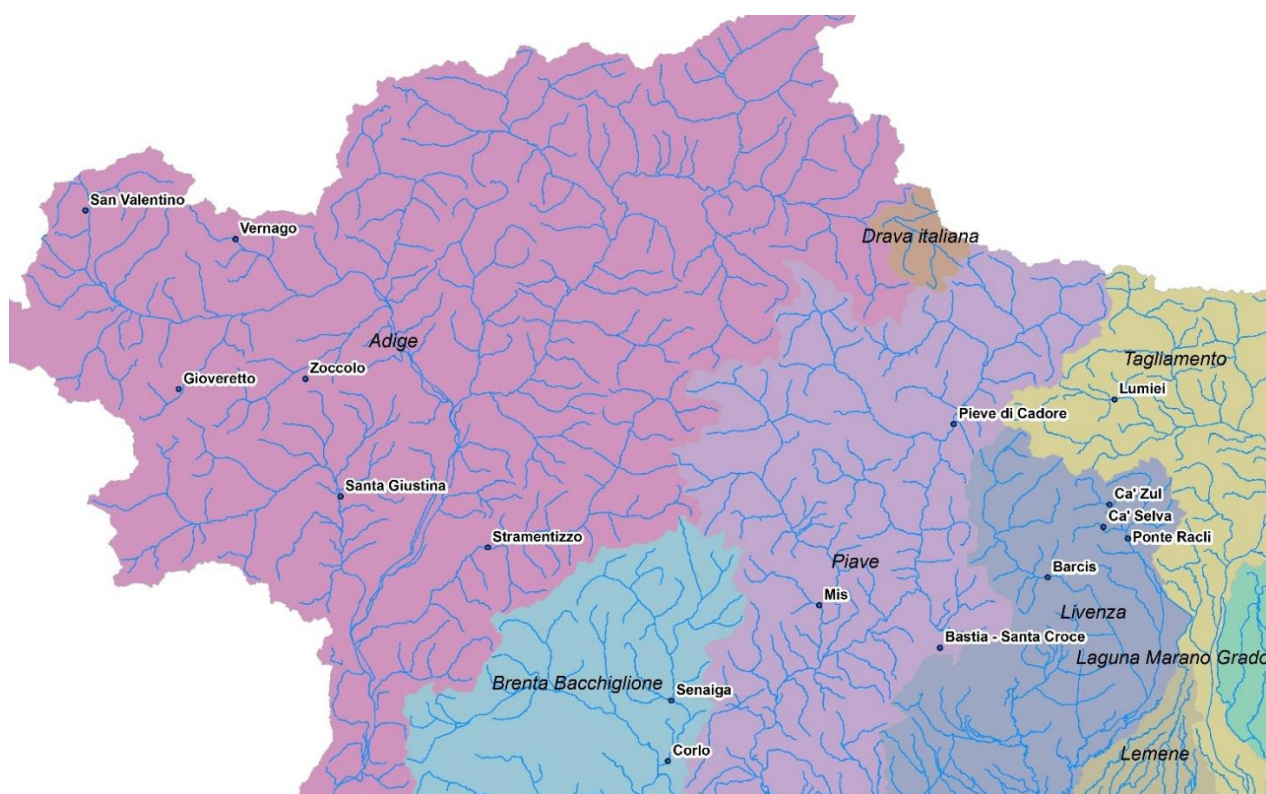 San Valentino
Vernago
Drava italiana
Adige
Tagliamento
Zoccolo
Gioveretto
Lumiei
Pieve di Cadore
Santa Giustina
Ca' Zul
Ca' Selva
Stramentizzo
Ponte Racli
Piave
Barcis
Mis
Livenza
Bastia - Santa Croce
Laguna Marano Grado
Brenta Bacchiglione
Senaiga
Corlo
Lemene